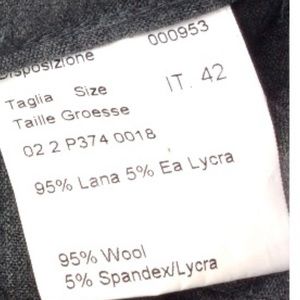 Disposizione 000953
Taglia Size IT. 42
Taille Groesse
02 2 P374 0018
95% Lana 5% Ea Lycra
95% Wool
5% Spandex/Lycra